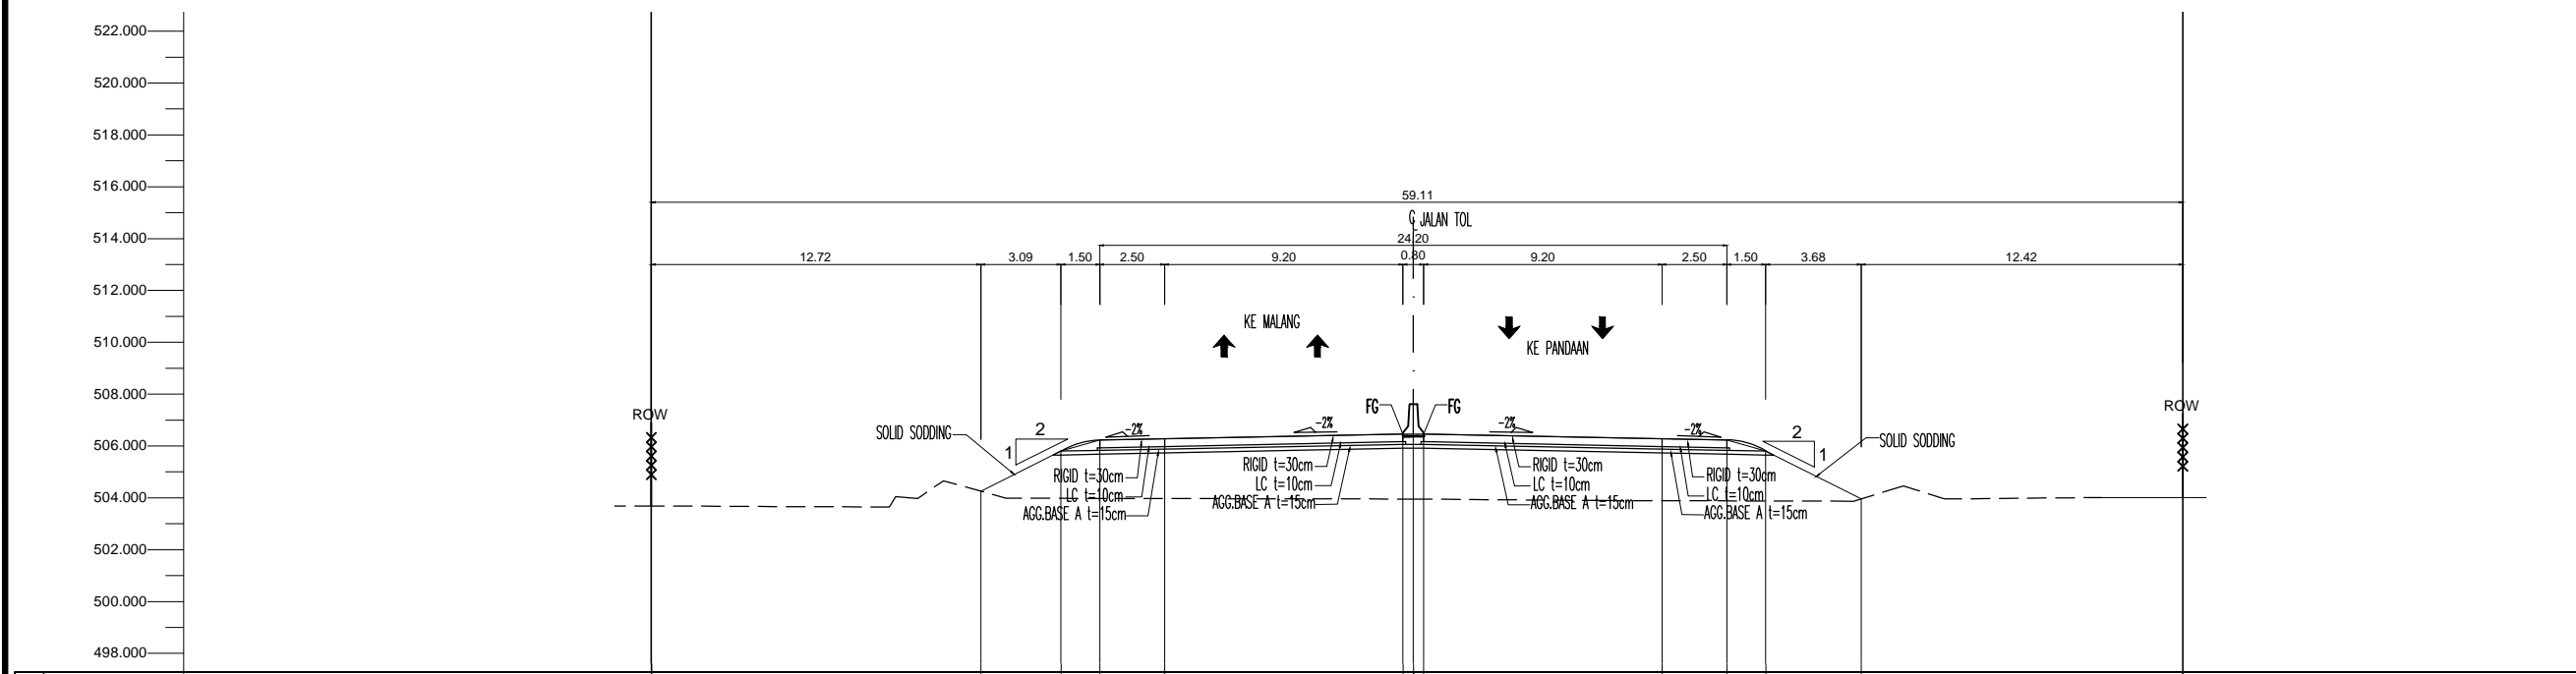 522.000
520.000
518.000
516.000
514.000
512.000
510.000
508.000
506.000
504.000
502.000
500.000
498.000
59.11
℄ JALAN TOL
24.20
12.72 3.09 1.50 2.50 9.20 0.80 9.20 2.50 1.50 3.68 12.42
KE MALANG
KE PANDAAN
ROW
FG FG
ROW
SOLID SODDING
2
1
-2%
-2%
-2%
-2%
2
1
SOLID SODDING
RIGID t=30cm
LC t=10cm
AGG.BASE A t=15cm
RIGID t=30cm
LC t=10cm
AGG.BASE A t=15cm
RIGID t=30cm
LC t=10cm
AGG.BASE A t=15cm
RIGID t=30cm
LC t=10cm
AGG.BASE A t=15cm